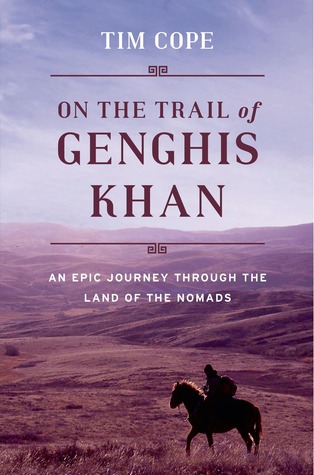 TIM COPE
ON THE TRAIL of
GENGHIS
KHAN
AN EPIC JOURNEY THROUGH THE
LAND OF THE NOMADS